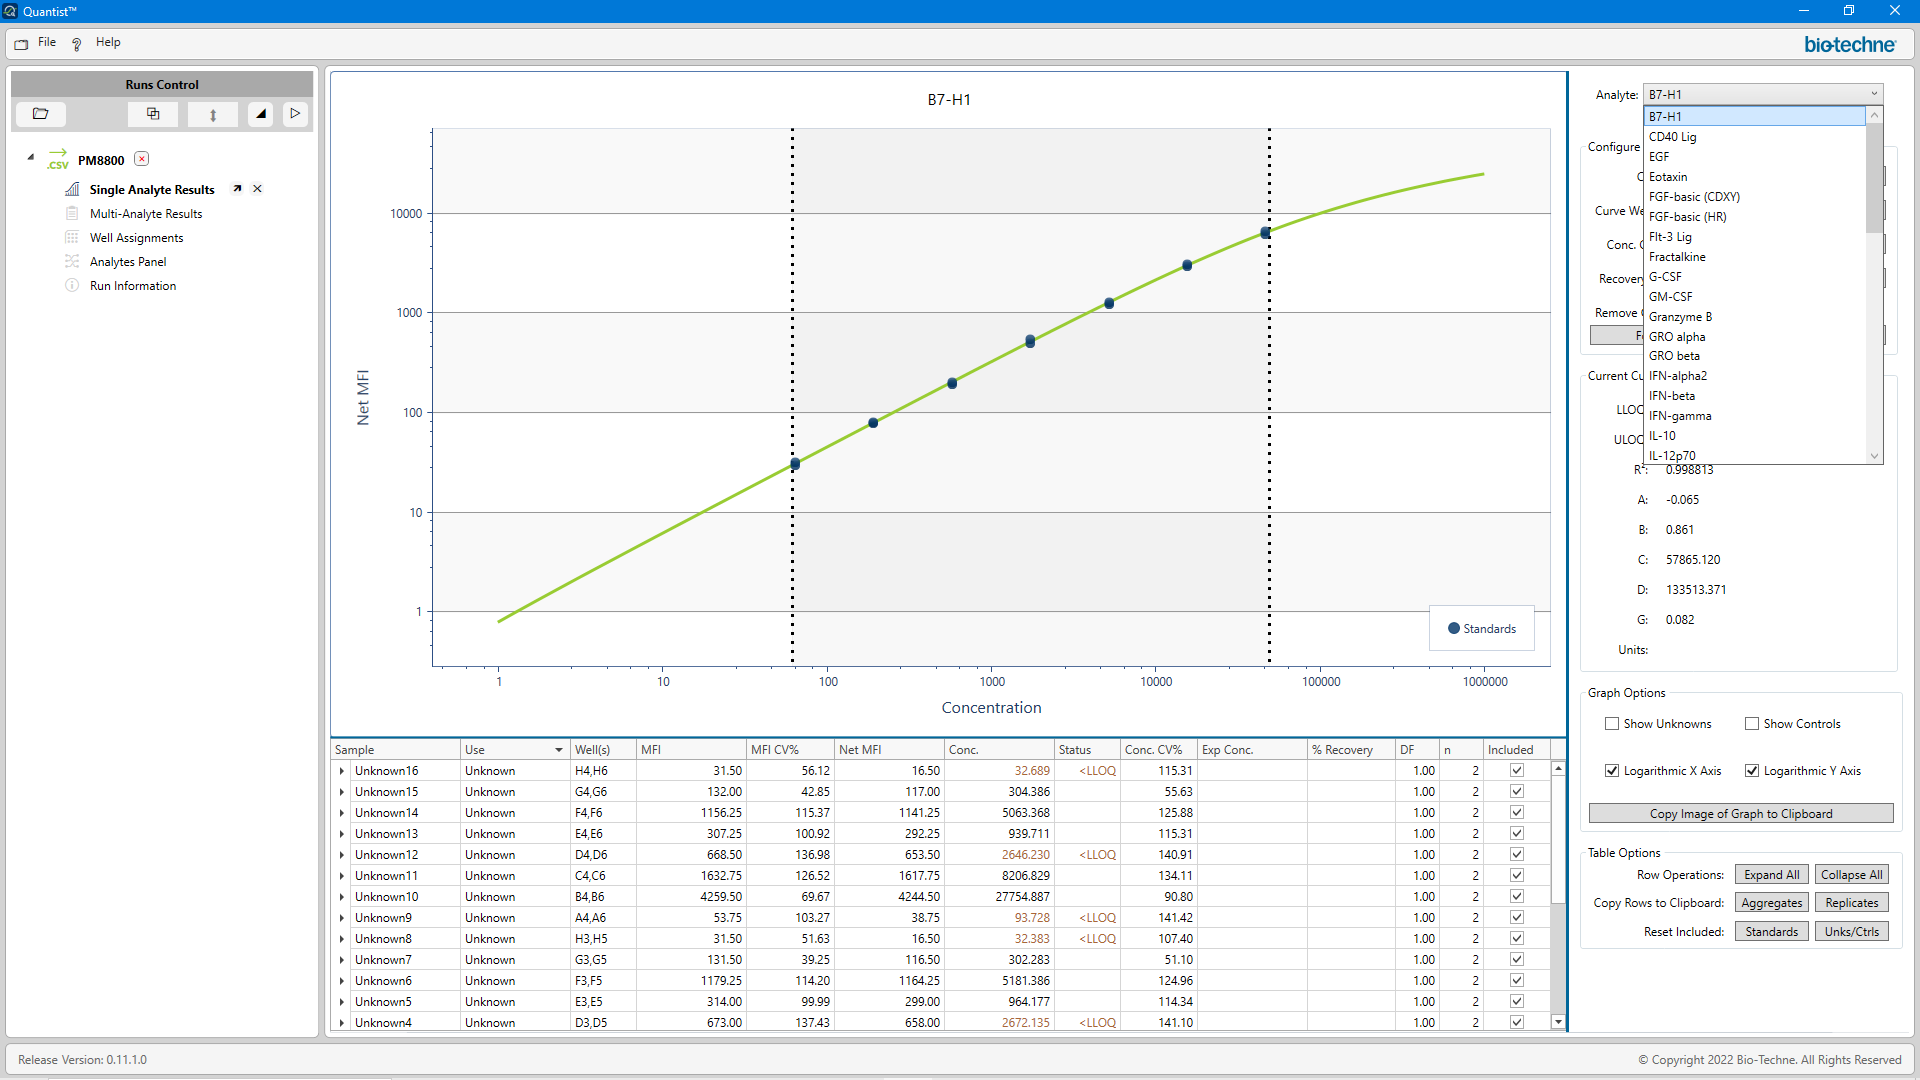 Quantist™
File Help
bio-techne
Runs Control
PM8800
.CSV
Single Analyte Results
Multi-Analyte Results
Well Assignments
Analytes Panel
Run Information
B7-H1
Net MFI
10000
1000
100
10
1
1 10 100 1000 10000 100000 1000000
Concentration
Standards
Analyte: B7-H1
B7-H1
CD40 Lig
EGF
Eotaxin
FGF-basic (CDXY)
FGF-basic (HR)
Flt-3 Lig
Fractalkine
G-CSF
GM-CSF
Granzyme B
GRO alpha
GRO beta
IFN-alpha2
IFN-beta
IFN-gamma
IL-10
IL-12p70
Configure
Curve We
Conc. C
Recovery
Remove
Current Cu
LLOQ
ULOQ
R²: 0.998813
A: -0.065
B: 0.861
C: 57865.120
D: 133513.371
G: 0.082
Units:
Graph Options
Show Unknowns Show Controls
Logarithmic X Axis Logarithmic Y Axis
Copy Image of Graph to Clipboard
Table Options
Row Operations: Expand All Collapse All
Copy Rows to Clipboard: Aggregates Replicates
Reset Included: Standards Unks/Ctrls
Sample Use Well(s) MFI MFI CV% Net MFI Conc. Status Conc. CV% Exp Conc. % Recovery DF n Included
Unknown16 Unknown H4,H6 31.50 56.12 16.50 32.689 <LLOQ 115.31 1.00 2
Unknown15 Unknown G4,G6 132.00 42.85 117.00 304.386 55.63 1.00 2
Unknown14 Unknown F4,F6 1156.25 115.37 1141.25 5063.368 125.88 1.00 2
Unknown13 Unknown E4,E6 307.25 100.92 292.25 939.711 115.31 1.00 2
Unknown12 Unknown D4,D6 668.50 136.98 653.50 2646.230 <LLOQ 140.91 1.00 2
Unknown11 Unknown C4,C6 1632.75 126.52 1617.75 8206.829 134.11 1.00 2
Unknown10 Unknown B4,B6 4259.50 69.67 4244.50 27754.887 90.80 1.00 2
Unknown9 Unknown A4,A6 53.75 103.27 38.75 93.728 <LLOQ 141.42 1.00 2
Unknown8 Unknown H3,H5 31.50 51.63 16.50 32.383 <LLOQ 107.40 1.00 2
Unknown7 Unknown G3,G5 131.50 39.25 116.50 302.283 51.10 1.00 2
Unknown6 Unknown F3,F5 1179.25 114.20 1164.25 5181.386 124.96 1.00 2
Unknown5 Unknown E3,E5 314.00 99.99 299.00 964.177 114.34 1.00 2
Unknown4 Unknown D3,D5 673.00 137.43 658.00 2672.135 <LLOQ 141.10 1.00 2
Release Version: 0.11.1.0
© Copyright 2022 Bio-Techne. All Rights Reserved